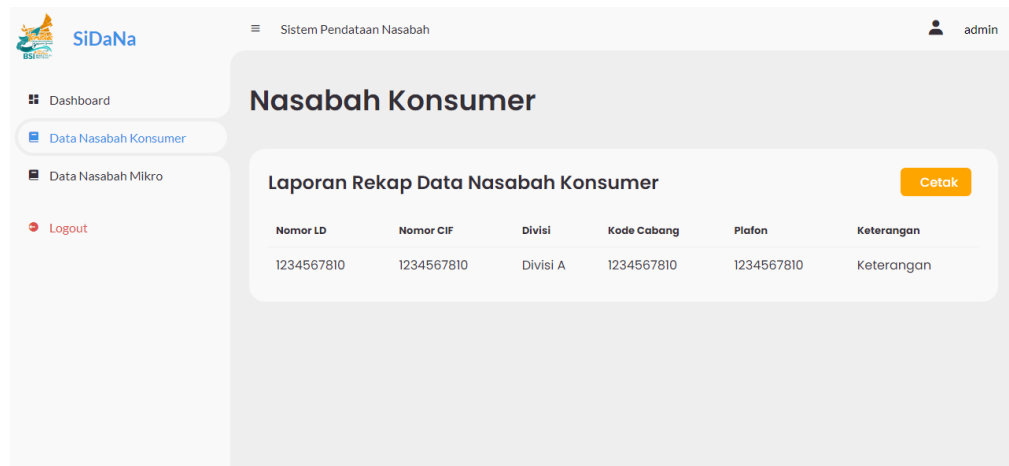 BSI
SiDaNa
Sistem Pendataan Nasabah
admin
Dashboard
Data Nasabah Konsumer
Data Nasabah Mikro
Logout
Nasabah Konsumer
Laporan Rekap Data Nasabah Konsumer
Cetak
Nomor LD Nomor CIF Divisi Kode Cabang Plafon Keterangan
1234567810 1234567810 Divisi A 1234567810 1234567810 Keterangan